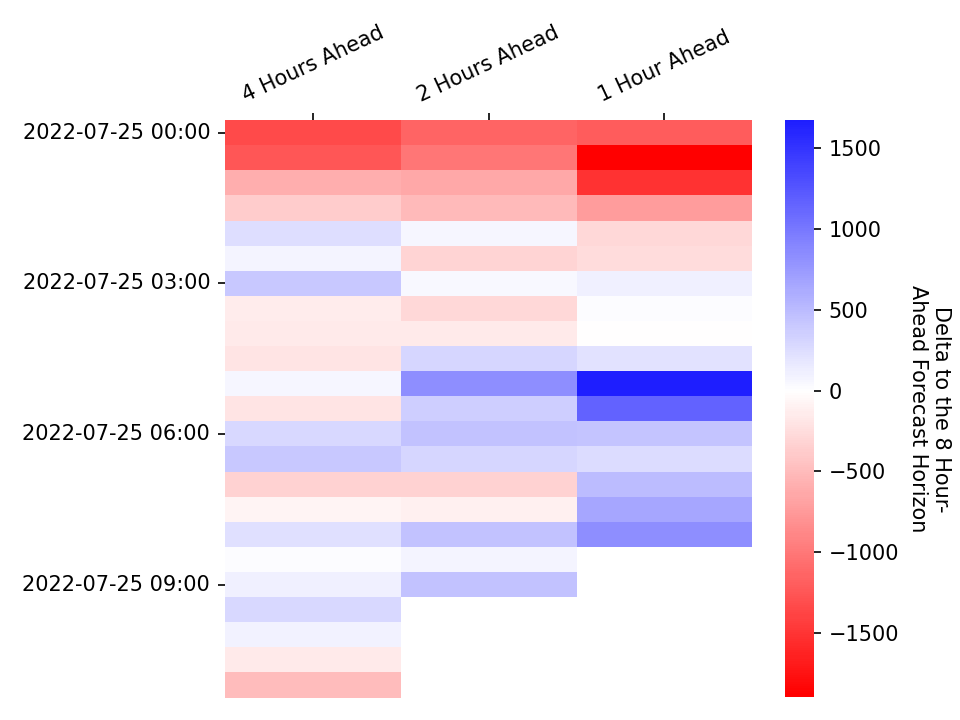 4 Hours Ahead
2 Hours Ahead
1 Hour Ahead
2022-07-25 00:00
2022-07-25 03:00
2022-07-25 06:00
2022-07-25 09:00
1500
1000
500
0
−500
−1000
−1500
Delta to the 8 Hour-
Ahead Forecast Horizon